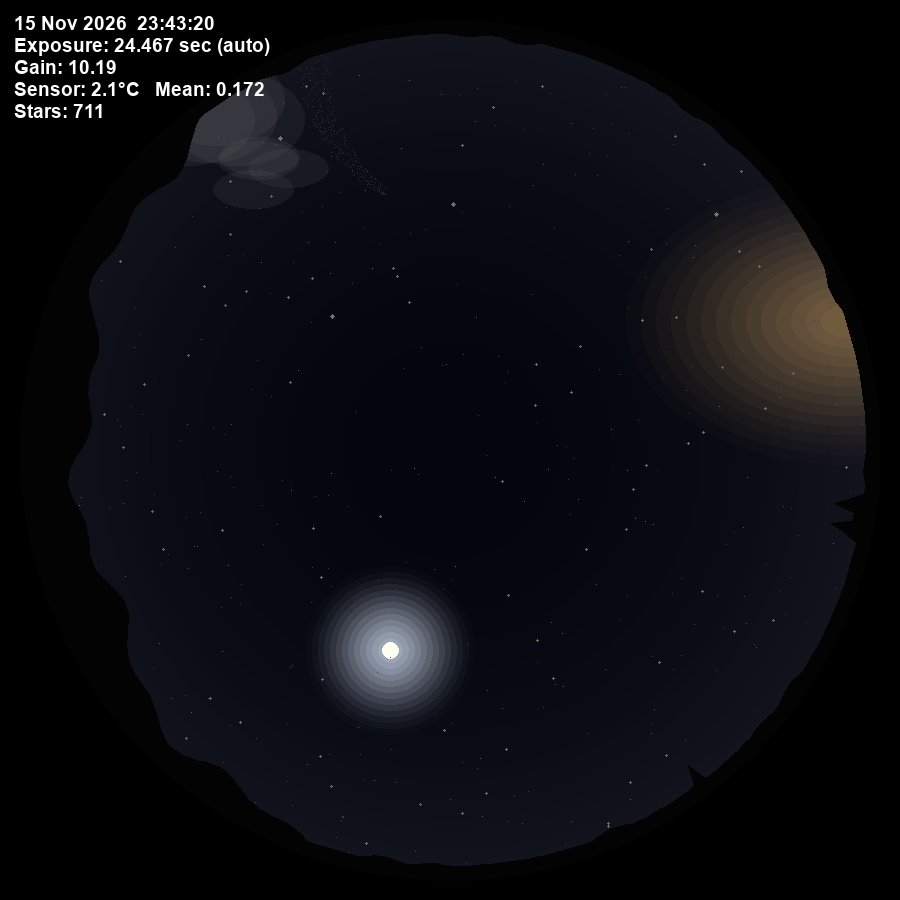 15 Nov 2026  23:43:20
Exposure: 24.467 sec (auto)
Gain: 10.19
Sensor: 2.1°C   Mean: 0.172
Stars: 711